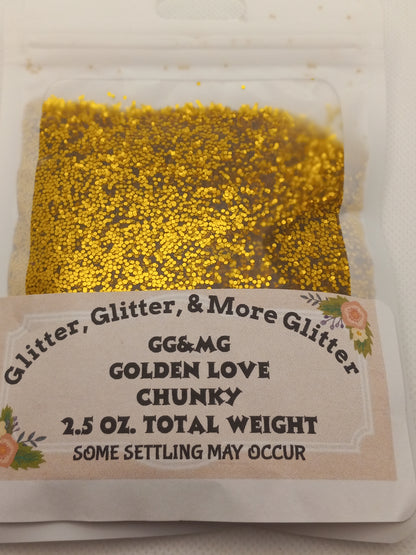 Glitter, Glitter, & More Glitter
GG&MG
GOLDEN LOVE
CHUNKY
2.5 OZ. TOTAL WEIGHT
SOME SETTLING MAY OCCUR